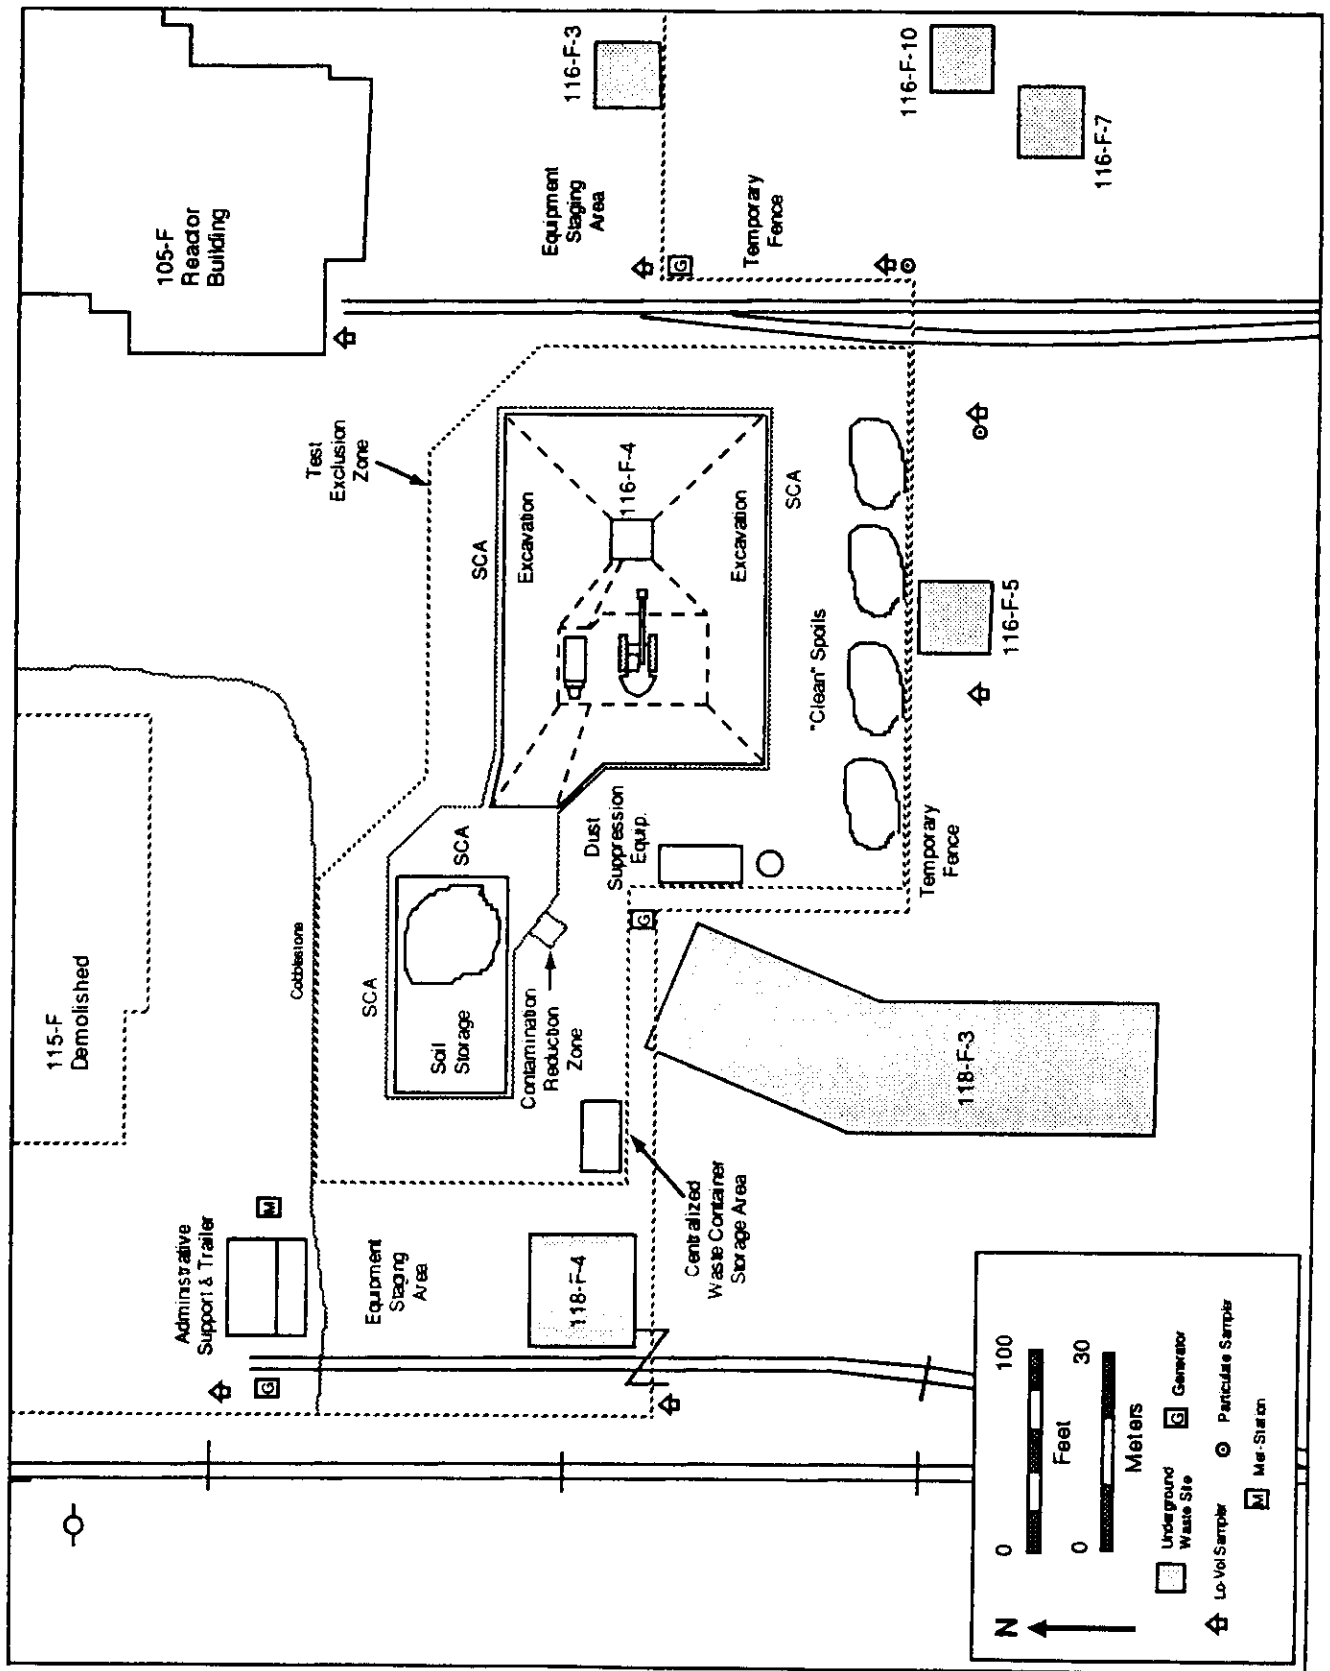 115-F
Demolished
105-F
Reactor
Building
Administrative
Support & Trailer
M
G
Cobblestone
Test
Exclusion
Zone
116-F-3
Equipment
Staging
Area
Equipment
Staging
Area
SCA
Soil
Storage
SCA
SCA
Excavation
116-F-4
Excavation
SCA
Contamination
Reduction
Zone
Dust
Suppression
Equip.
G
G
118-F-4
Centralized
Waste Container
Storage Area
Temporary
Fence
"Clean" Spoils
116-F-10
116-F-7
118-F-3
Temporary
Fence
116-F-5
N
0
100
Feet
0
30
Meters
Underground
Waste Site
G
Generator
Lo-Vol Sampler
Particulate Sampler
M
Met-Station